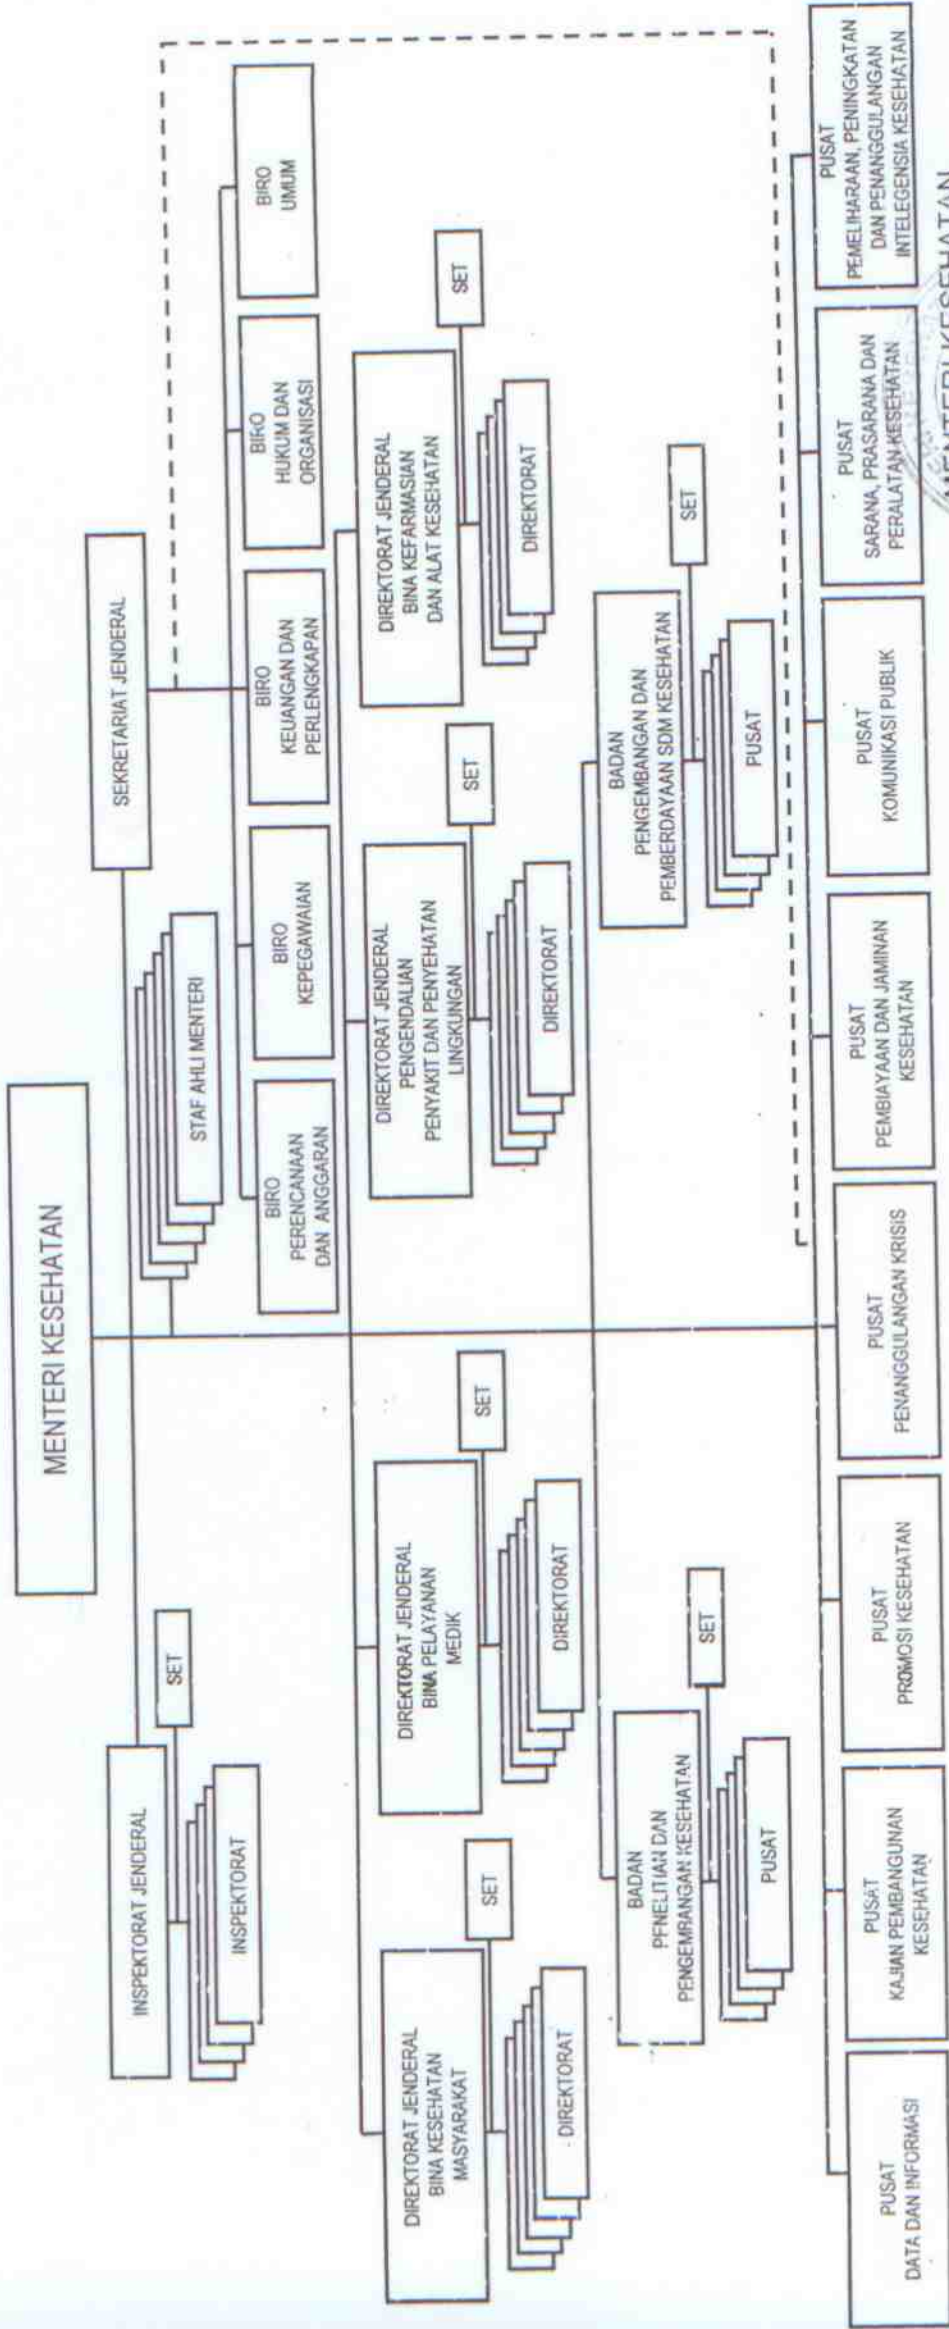 MENTERI KESEHATAN
INSPEKTORAT JENDERAL
SET
INSPEKTORAT
STAF AHLI MENTERI
SEKRETARIAT JENDERAL
BIRO
PERENCANAAN
DAN ANGGARAN
BIRO
KEPEGAWAIAN
BIRO
KEUANGAN DAN
PERLENGKAPAN
BIRO
HUKUM DAN
ORGANISASI
BIRO
UMUM
DIREKTORAT JENDERAL
BINA KESEHATAN
MASYARAKAT
SET
DIREKTORAT
DIREKTORAT JENDERAL
BINA PELAYANAN
MEDIK
SET
DIREKTORAT
DIREKTORAT JENDERAL
PENGENDALIAN
PENYAKIT DAN PENYEHATAN
LINGKUNGAN
SET
DIREKTORAT
DIREKTORAT JENDERAL
BINA KEFARMASIAN
DAN ALAT KESEHATAN
SET
DIREKTORAT
BADAN
PENELITIAN DAN
PENGEMBANGAN KESEHATAN
SET
PUSAT
BADAN
PENGEMBANGAN DAN
PEMBERDAYAAN SDM KESEHATAN
SET
PUSAT
PUSAT
DATA DAN INFORMASI
PUSAT
KAJIAN PEMBANGUNAN
KESEHATAN
PUSAT
PROMOSI KESEHATAN
PUSAT
PENANGGULANGAN KRISIS
PUSAT
PEMBIAYAAN DAN JAMINAN
KESEHATAN
PUSAT
KOMUNIKASI PUBLIK
PUSAT
SARANA, PRASARANA DAN
PERALATAN KESEHATAN
PUSAT
PEMELIHARAAN, PENINGKATAN
DAN PENANGGULANGAN
INTELEGENSIA KESEHATAN
MENTERI KESEHATAN